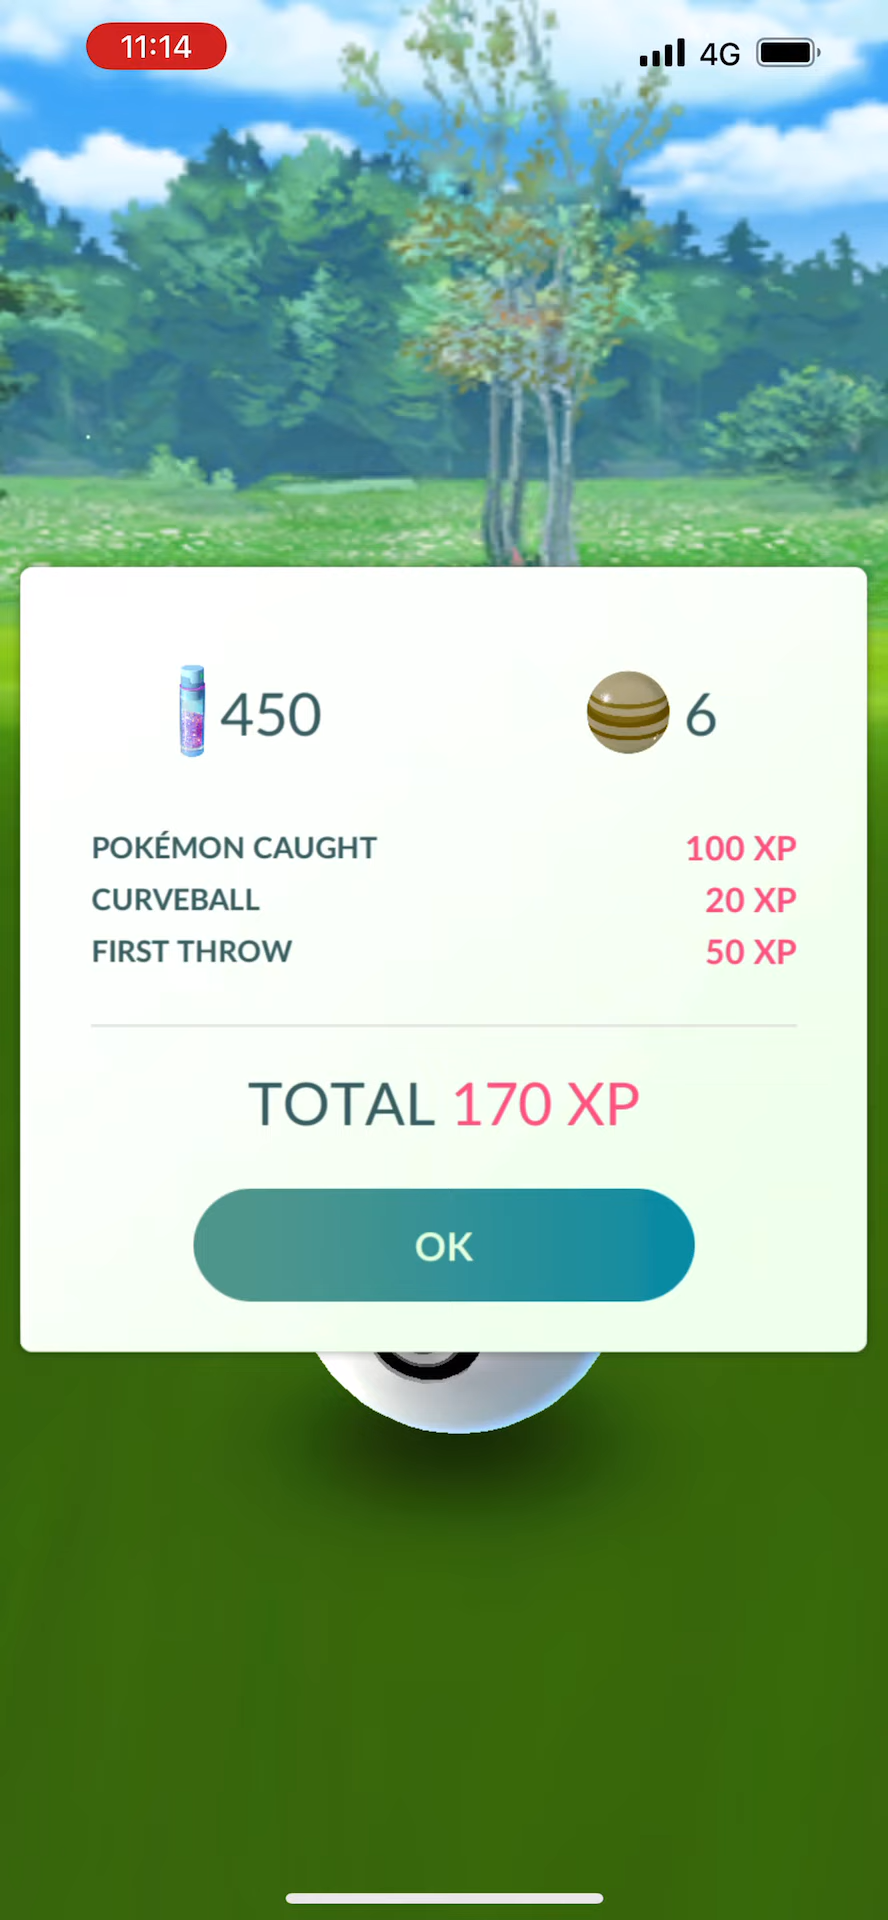 11:14 4G
450 6
POKÉMON CAUGHT 100 XP
CURVEBALL 20 XP
FIRST THROW 50 XP
TOTAL 170 XP
OK